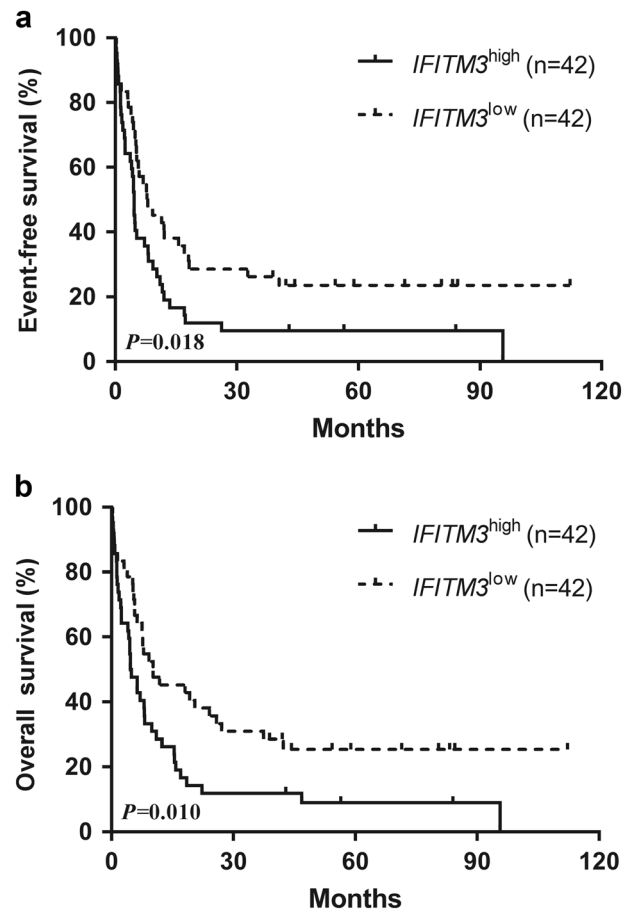 a
100
80
60
40
20
0
Event-free survival (%)
IFITM3high (n=42)
IFITM3low (n=42)
P=0.018
0 30 60 90 120
Months
b
100
80
60
40
20
0
Overall survival (%)
IFITM3high (n=42)
IFITM3low (n=42)
P=0.010
0 30 60 90 120
Months